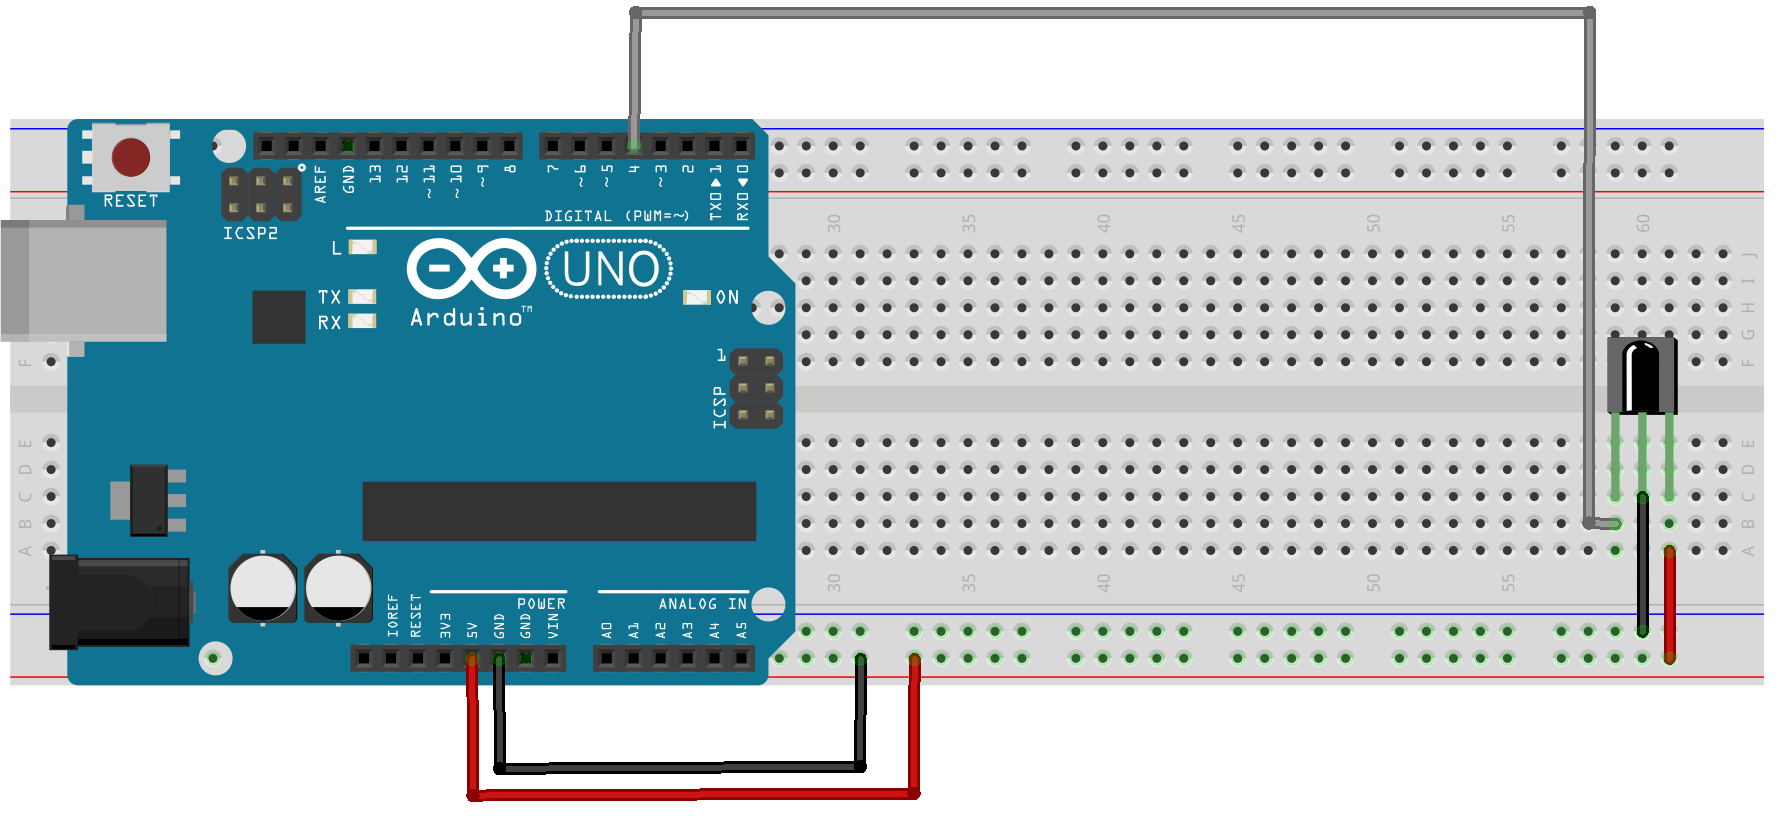 RESET
ICSP2
AREF
GND
13
12
~11
~10
~9
8
7
~6
~5
4
~3
2
TX0▶1
RX0◀0
DIGITAL (PWM=~)
L
TX
RX
UNO
Arduino™
ON
1
ICSP
30 35 40 45 50 55 60
J
I
H
G
F
F
E
D
C
B
A
E
D
C
B
A
30 35 40 45 50 55
POWER
ANALOG IN
IOREF
RESET
3V3
5V
GND
GND
VIN
A0
A1
A2
A3
A4
A5